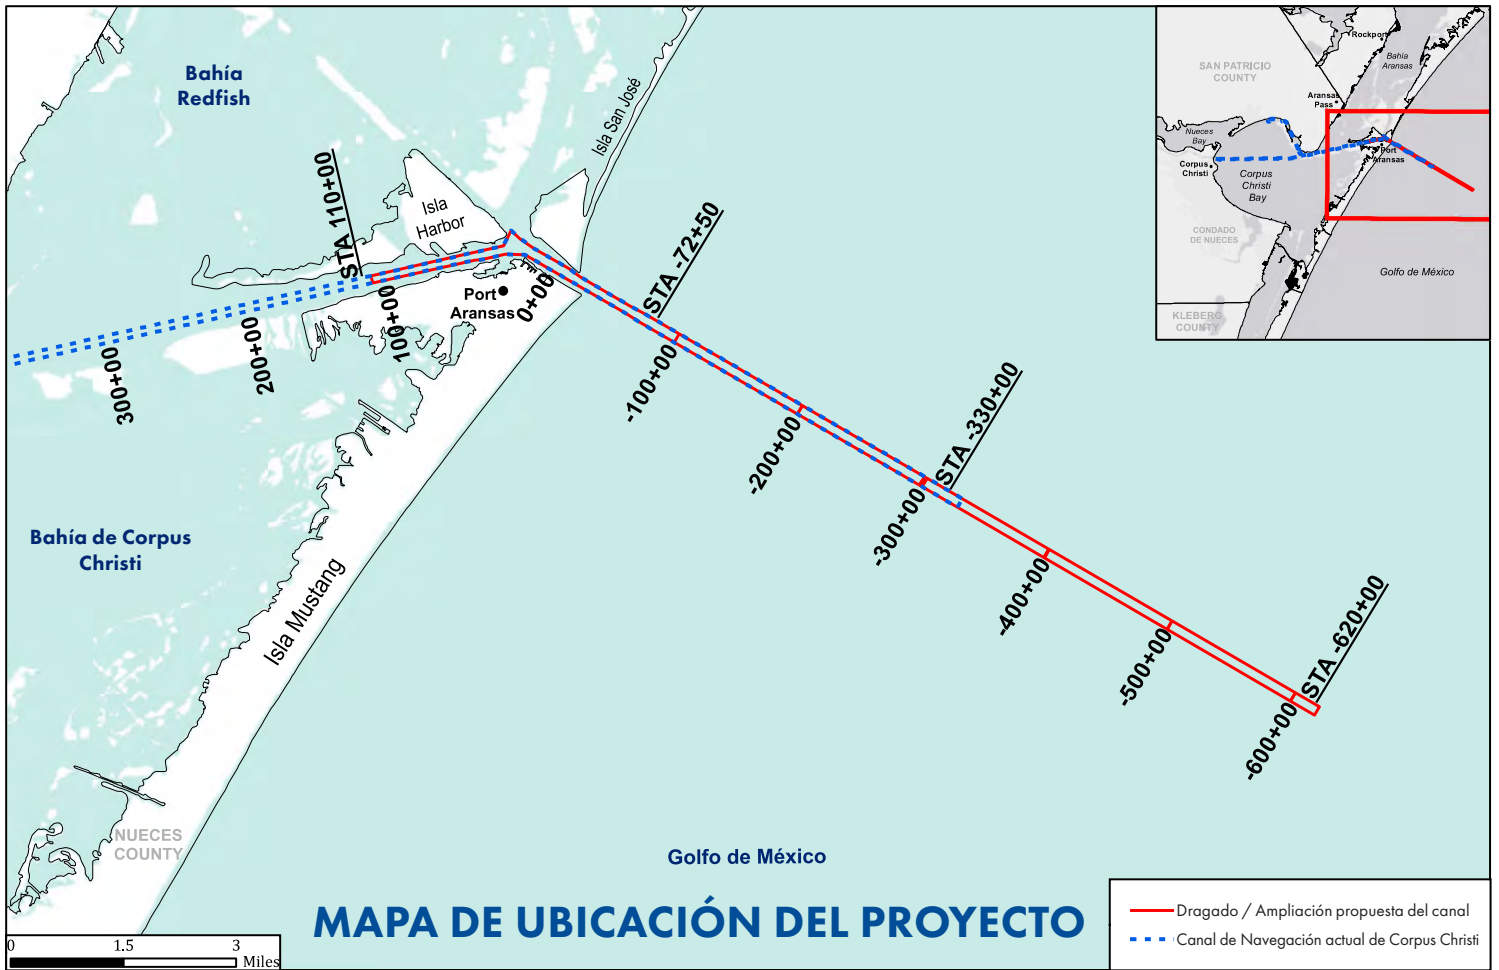 Bahía
Redfish
Isla San José
Isla
Harbor
STA 110+00
STA -72+50
Port
Aransas
0+00
100+00
200+00
300+00
-100+00
-200+00
-300+00
STA -330+00
-400+00
-500+00
-600+00
STA -620+00
Bahía de Corpus
Christi
Isla Mustang
NUECES
COUNTY
Golfo de México
MAPA DE UBICACIÓN DEL PROYECTO
0 1.5 3
Miles
Dragado / Ampliación propuesta del canal
Canal de Navegación actual de Corpus Christi
Rockport
Bahía
Aransas
SAN PATRICIO
COUNTY
Aransas
Pass
Nueces
Bay
Corpus
Christi
Port
Aransas
Corpus
Christi
Bay
CONDADO
DE NUECES
Golfo de México
KLEBERG
COUNTY